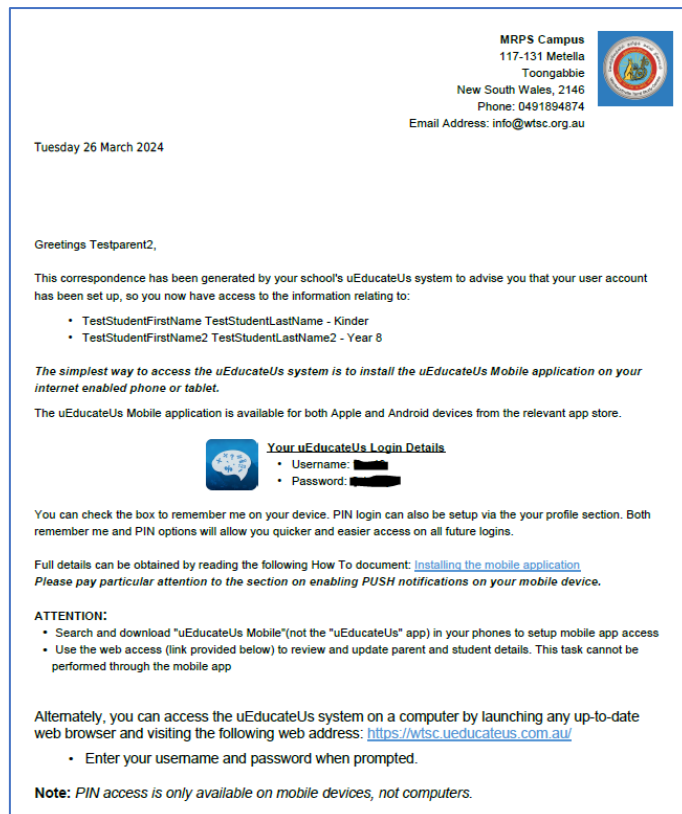 MRPS Campus
117-131 Metella
Toongabbie
New South Wales, 2146
Phone: 0491894874
Email Address: info@wtsc.org.au
Tuesday 26 March 2024
Greetings Testparent2,
This correspondence has been generated by your school's uEducateUs system to advise you that your user account
has been set up, so you now have access to the information relating to:
• TestStudentFirstName TestStudentLastName - Kinder
• TestStudentFirstName2 TestStudentLastName2 - Year 8
The simplest way to access the uEducateUs system is to install the uEducateUs Mobile application on your
internet enabled phone or tablet.
The uEducateUs Mobile application is available for both Apple and Android devices from the relevant app store.
Your uEducateUs Login Details
• Username:
• Password:
You can check the box to remember me on your device. PIN login can also be setup via the your profile section. Both
remember me and PIN options will allow you quicker and easier access on all future logins.
Full details can be obtained by reading the following How To document: Installing the mobile application
Please pay particular attention to the section on enabling PUSH notifications on your mobile device.
ATTENTION:
• Search and download "uEducateUs Mobile"(not the "uEducateUs" app) in your phones to setup mobile app access
• Use the web access (link provided below) to review and update parent and student details. This task cannot be
performed through the mobile app
Alternately, you can access the uEducateUs system on a computer by launching any up-to-date
web browser and visiting the following web address: https://wtsc.ueducateus.com.au/
• Enter your username and password when prompted.
Note: PIN access is only available on mobile devices, not computers.